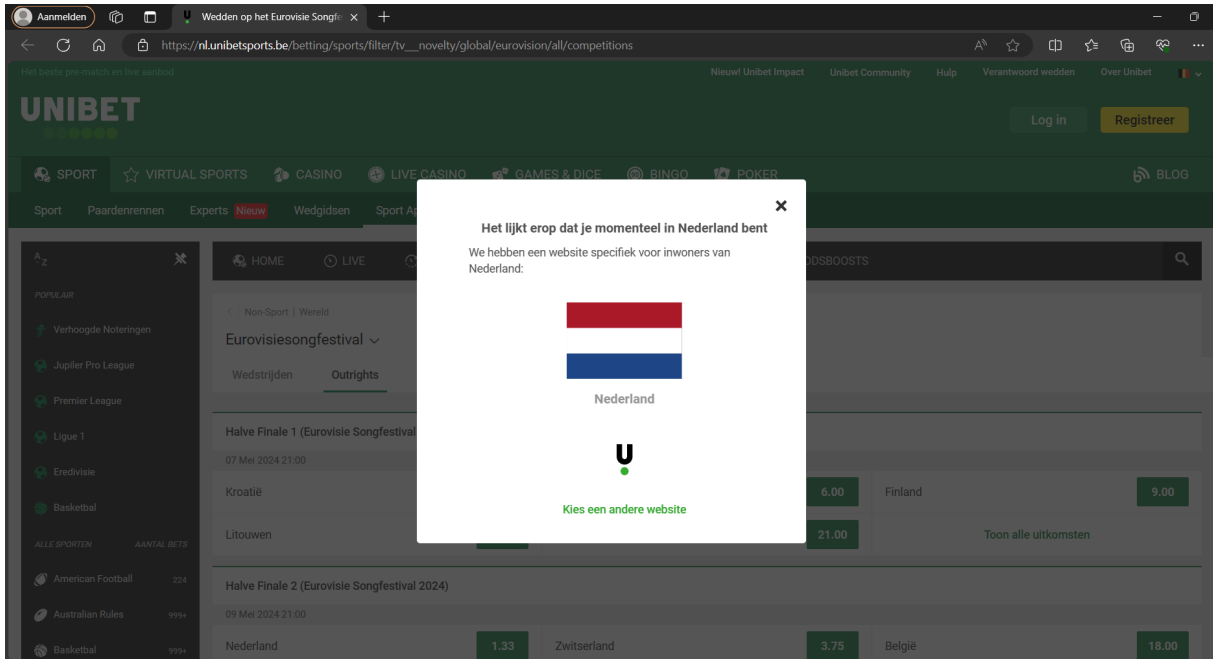 Anmelden
Wedden op het Eurovisie Songfe
https://nl.unibetsports.be/betting/sports/filter/tv__novelty/global/eurovision/all/competitions
Het beste pre-match en live aanbod
Nieuw! Unibet Impact Unibet Community Hulp Verantwoord wedden Over Unibet
UNIBET
Log in Registreer
SPORT VIRTUAL SPORTS CASINO LIVE CASINO GAMES & DICE BINGO POKER BLOG
Sport Paardenrennen Experts Nieuw Wedgidsen Sport Ap
Het lijkt erop dat je momenteel in Nederland bent
We hebben een website specifiek voor inwoners van
Nederland:
Nederland
U
Kies een andere website
AZ
HOME LIVE ODDSBOOSTS
POPULAIR
Verhoogde Noteringen
Jupiler Pro League
Premier League
Ligue 1
Eredivisie
Basketbal
ALLE SPORTEN AANTAL BETS
American Football 224
Australian Rules 999+
Basketbal 999+
Non-Sport | Wereld
Eurovisiesongfestival
Wedstrijden Outrights
Halve Finale 1 (Eurovisie Songfestival
07 Mei 2024 21:00
Kroatië 6.00 Finland 9.00
Litouwen 21.00 Toon alle uitkomsten
Halve Finale 2 (Eurovisie Songfestival 2024)
09 Mei 2024 21:00
Nederland 1.33 Zwitserland 3.75 België 18.00